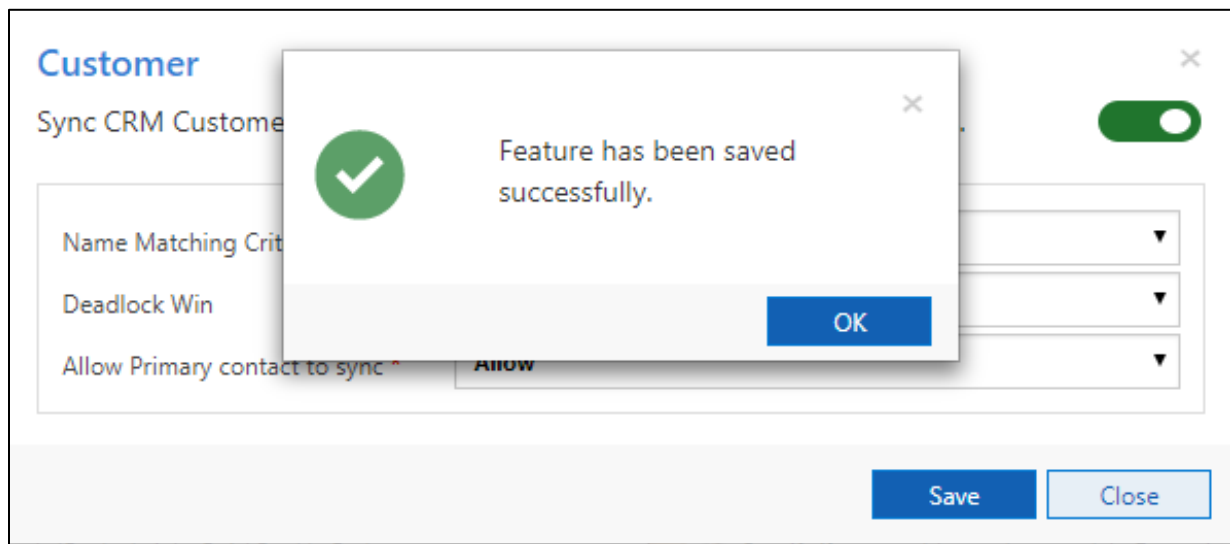 Customer
Sync CRM Custome
Feature has been saved
successfully.
Name Matching Crit
Deadlock Win
OK
Allow Primary contact to sync *
Allow
Save
Close